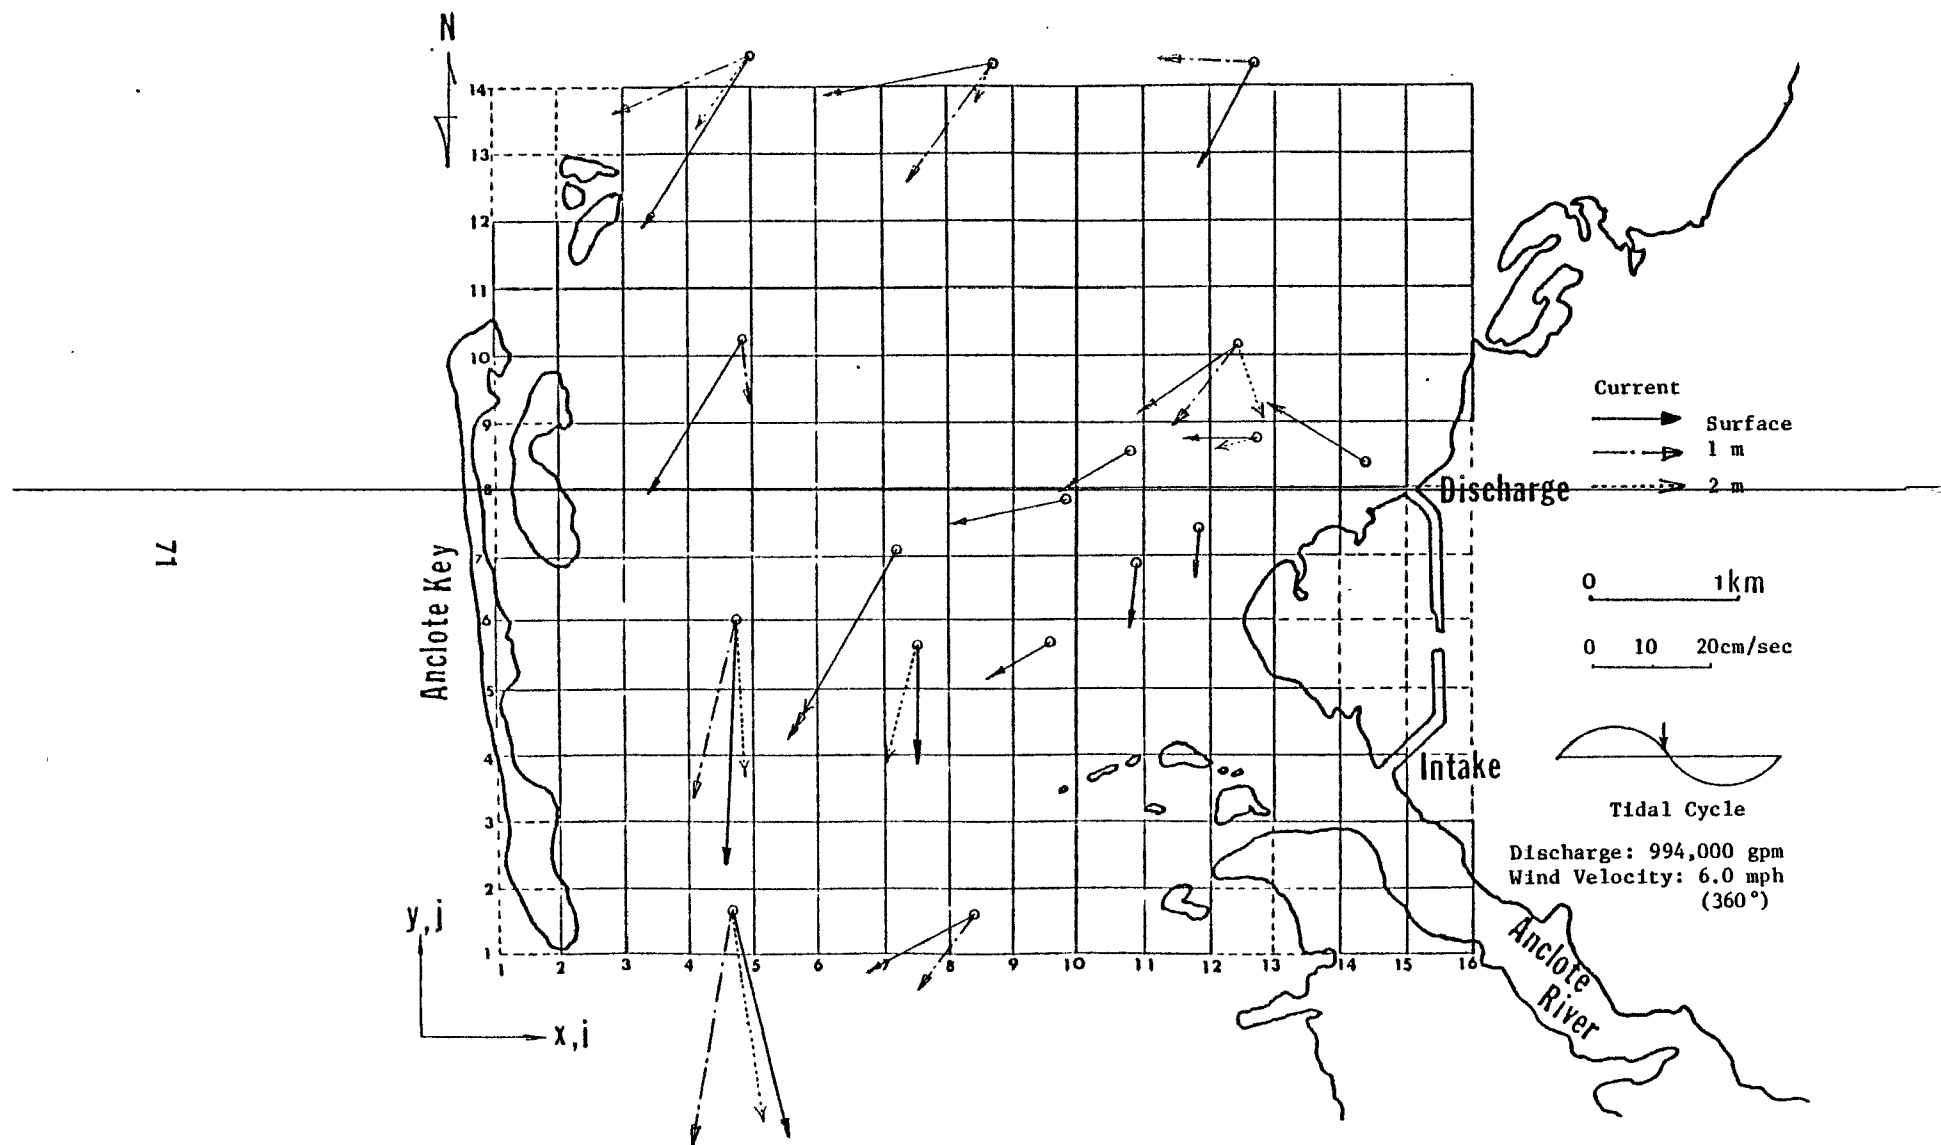 N
14
13
12
11
10
9
8
7
6
5
4
3
2
1
1 2 3 4 5 6 7 8 9 10 11 12 13 14 15 16
71
Anclote Key
y,j
x,i
Current
Surface
1 m
2 m
Discharge
0 1km
0 10 20cm/sec
Intake
Tidal Cycle
Discharge: 994,000 gpm
Wind Velocity: 6.0 mph
(360°)
Anclote
River